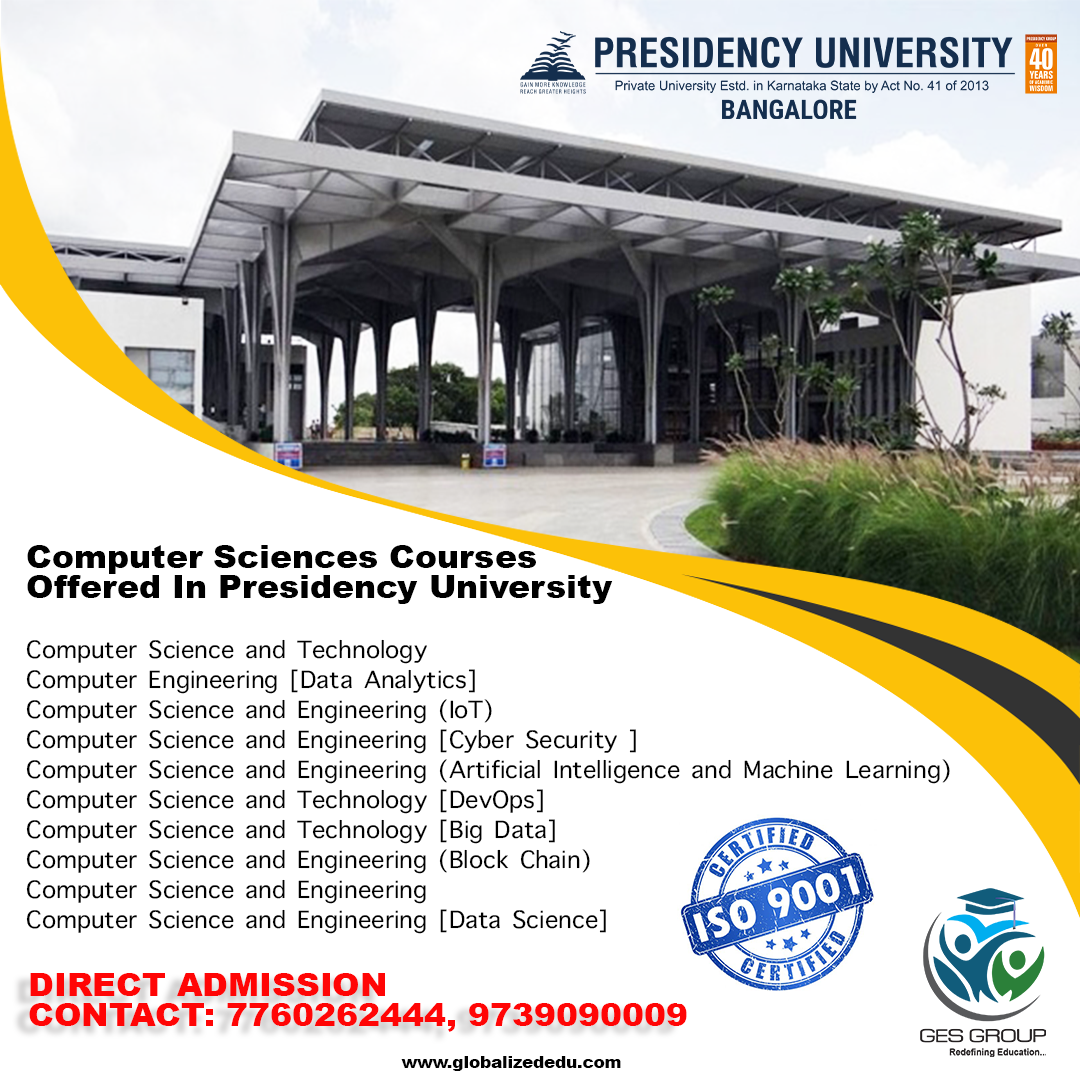 PRESIDENCY UNIVERSITY
Private University Estd. in Karnataka State by Act No. 41 of 2013
BANGALORE
GAIN MORE KNOWLEDGE
REACH GREATER HEIGHTS
PRESIDENCY GROUP
OVER
40
YEARS
OF ACADEMIC
WISDOM
Computer Sciences Courses
Offered In Presidency University
Computer Science and Technology
Computer Engineering [Data Analytics]
Computer Science and Engineering (IoT)
Computer Science and Engineering [Cyber Security ]
Computer Science and Engineering (Artificial Intelligence and Machine Learning)
Computer Science and Technology [DevOps]
Computer Science and Technology [Big Data]
Computer Science and Engineering (Block Chain)
Computer Science and Engineering
Computer Science and Engineering [Data Science]
CERTIFIED
ISO 9001
CERTIFIED
DIRECT ADMISSION
CONTACT: 7760262444, 9739090009
GES GROUP
Redefining Education...
www.globalizededu.com